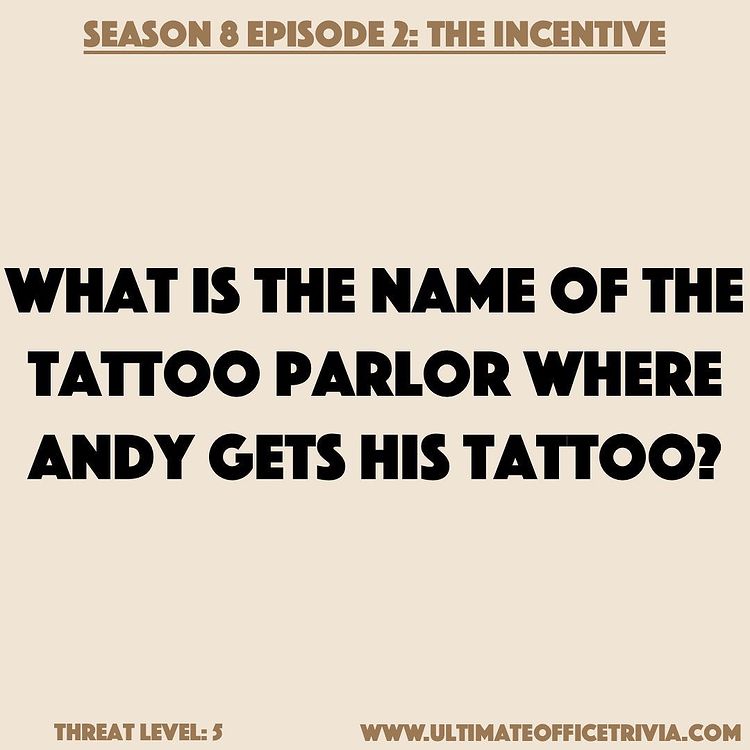 SEASON 8 EPISODE 2: THE INCENTIVE
WHAT IS THE NAME OF THE
TATTOO PARLOR WHERE
ANDY GETS HIS TATTOO?
THREAT LEVEL: 5
WWW.ULTIMATEOFFICETRIVIA.COM